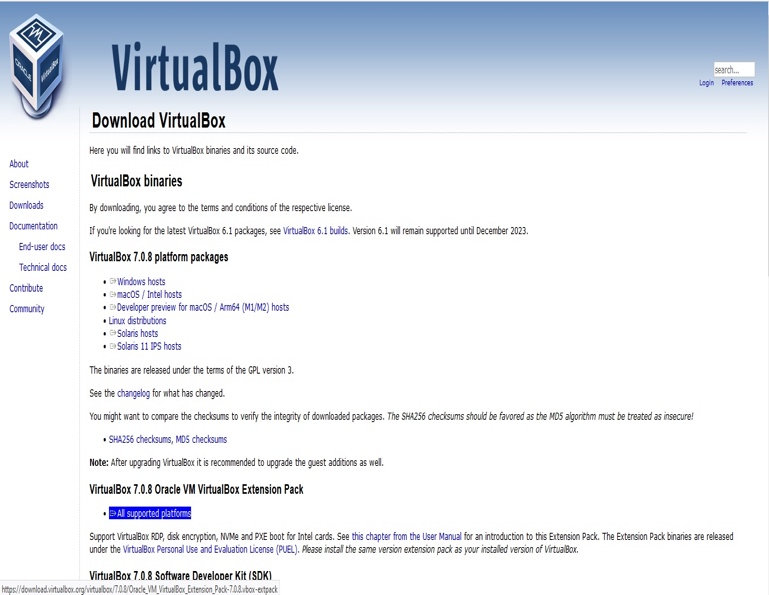 VirtualBox
ORACLE
VirtualBox
search...
Login Preferences
Download VirtualBox
Here you will find links to VirtualBox binaries and its source code.
About
Screenshots
Downloads
Documentation
End-user docs
Technical docs
Contribute
Community
VirtualBox binaries
By downloading, you agree to the terms and conditions of the respective license.
If you're looking for the latest VirtualBox 6.1 packages, see VirtualBox 6.1 builds. Version 6.1 will remain supported until December 2023.
VirtualBox 7.0.8 platform packages
Windows hosts
macOS / Intel hosts
Developer preview for macOS / Arm64 (M1/M2) hosts
Linux distributions
Solaris hosts
Solaris 11 IPS hosts
The binaries are released under the terms of the GPL version 3.
See the changelog for what has changed.
You might want to compare the checksums to verify the integrity of downloaded packages. The SHA256 checksums should be favored as the MD5 algorithm must be treated as insecure!
SHA256 checksums, MD5 checksums
Note: After upgrading VirtualBox it is recommended to upgrade the guest additions as well.
VirtualBox 7.0.8 Oracle VM VirtualBox Extension Pack
All supported platforms
Support VirtualBox RDP, disk encryption, NVMe and PXE boot for Intel cards. See this chapter from the User Manual for an introduction to this Extension Pack. The Extension Pack binaries are released
under the VirtualBox Personal Use and Evaluation License (PUEL). Please install the same version extension pack as your installed version of VirtualBox.
VirtualBox 7.0.8 Software Developer Kit (SDK)
https://download.virtualbox.org/virtualbox/7.0.8/Oracle_VM_VirtualBox_Extension_Pack-7.0.8.vbox-extpack